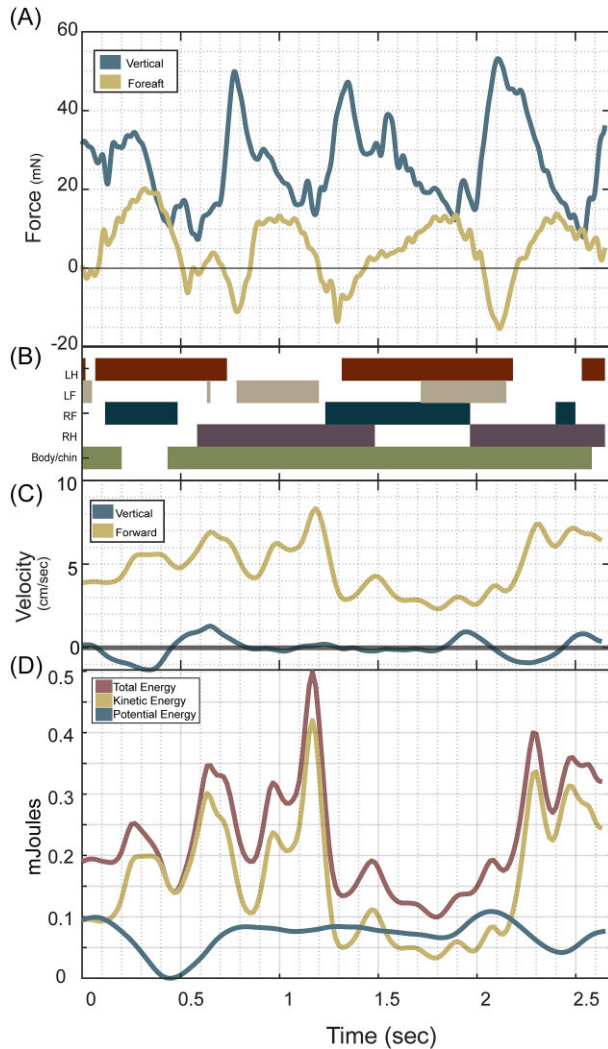 (A)
60
Vertical
Foreaft
40
20
0
-20
Force (mN)
(B)
LH
LF
RF
RH
Body/chin
(C)
10
Vertical
Forward
5
0
Velocity
(cm/sec)
(D)
0.5
Total Energy
Kinetic Energy
Potential Energy
0.4
0.3
0.2
0.1
0
mJoules
0 0.5 1 1.5 2 2.5
Time (sec)